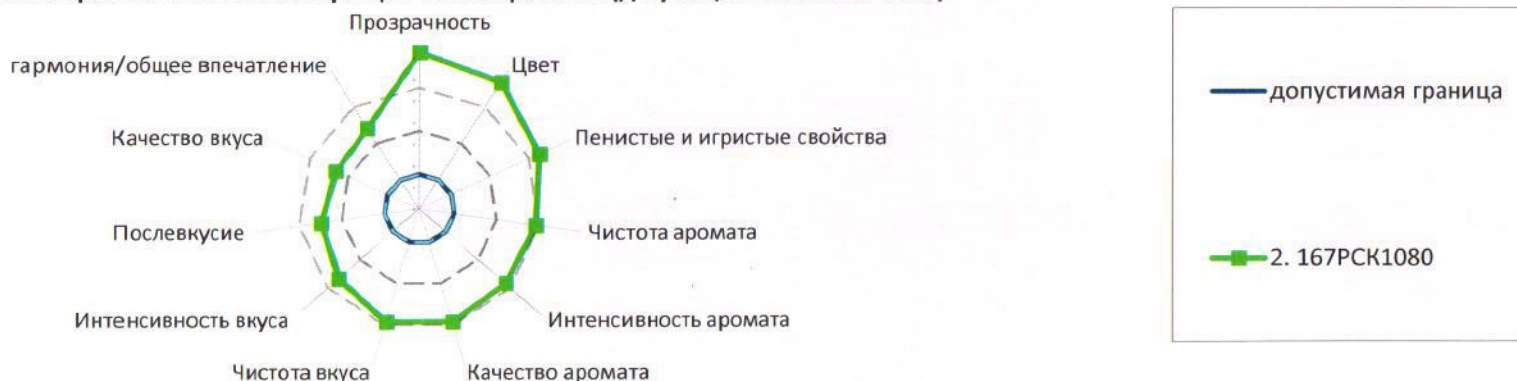 Прозрачность
гармония/общее впечатление
Цвет
Качество вкуса
Пенистые и игристые свойства
Послевкусие
Чистота аромата
Интенсивность вкуса
Интенсивность аромата
Чистота вкуса
Качество аромата
допустимая граница
2. 167РСК1080